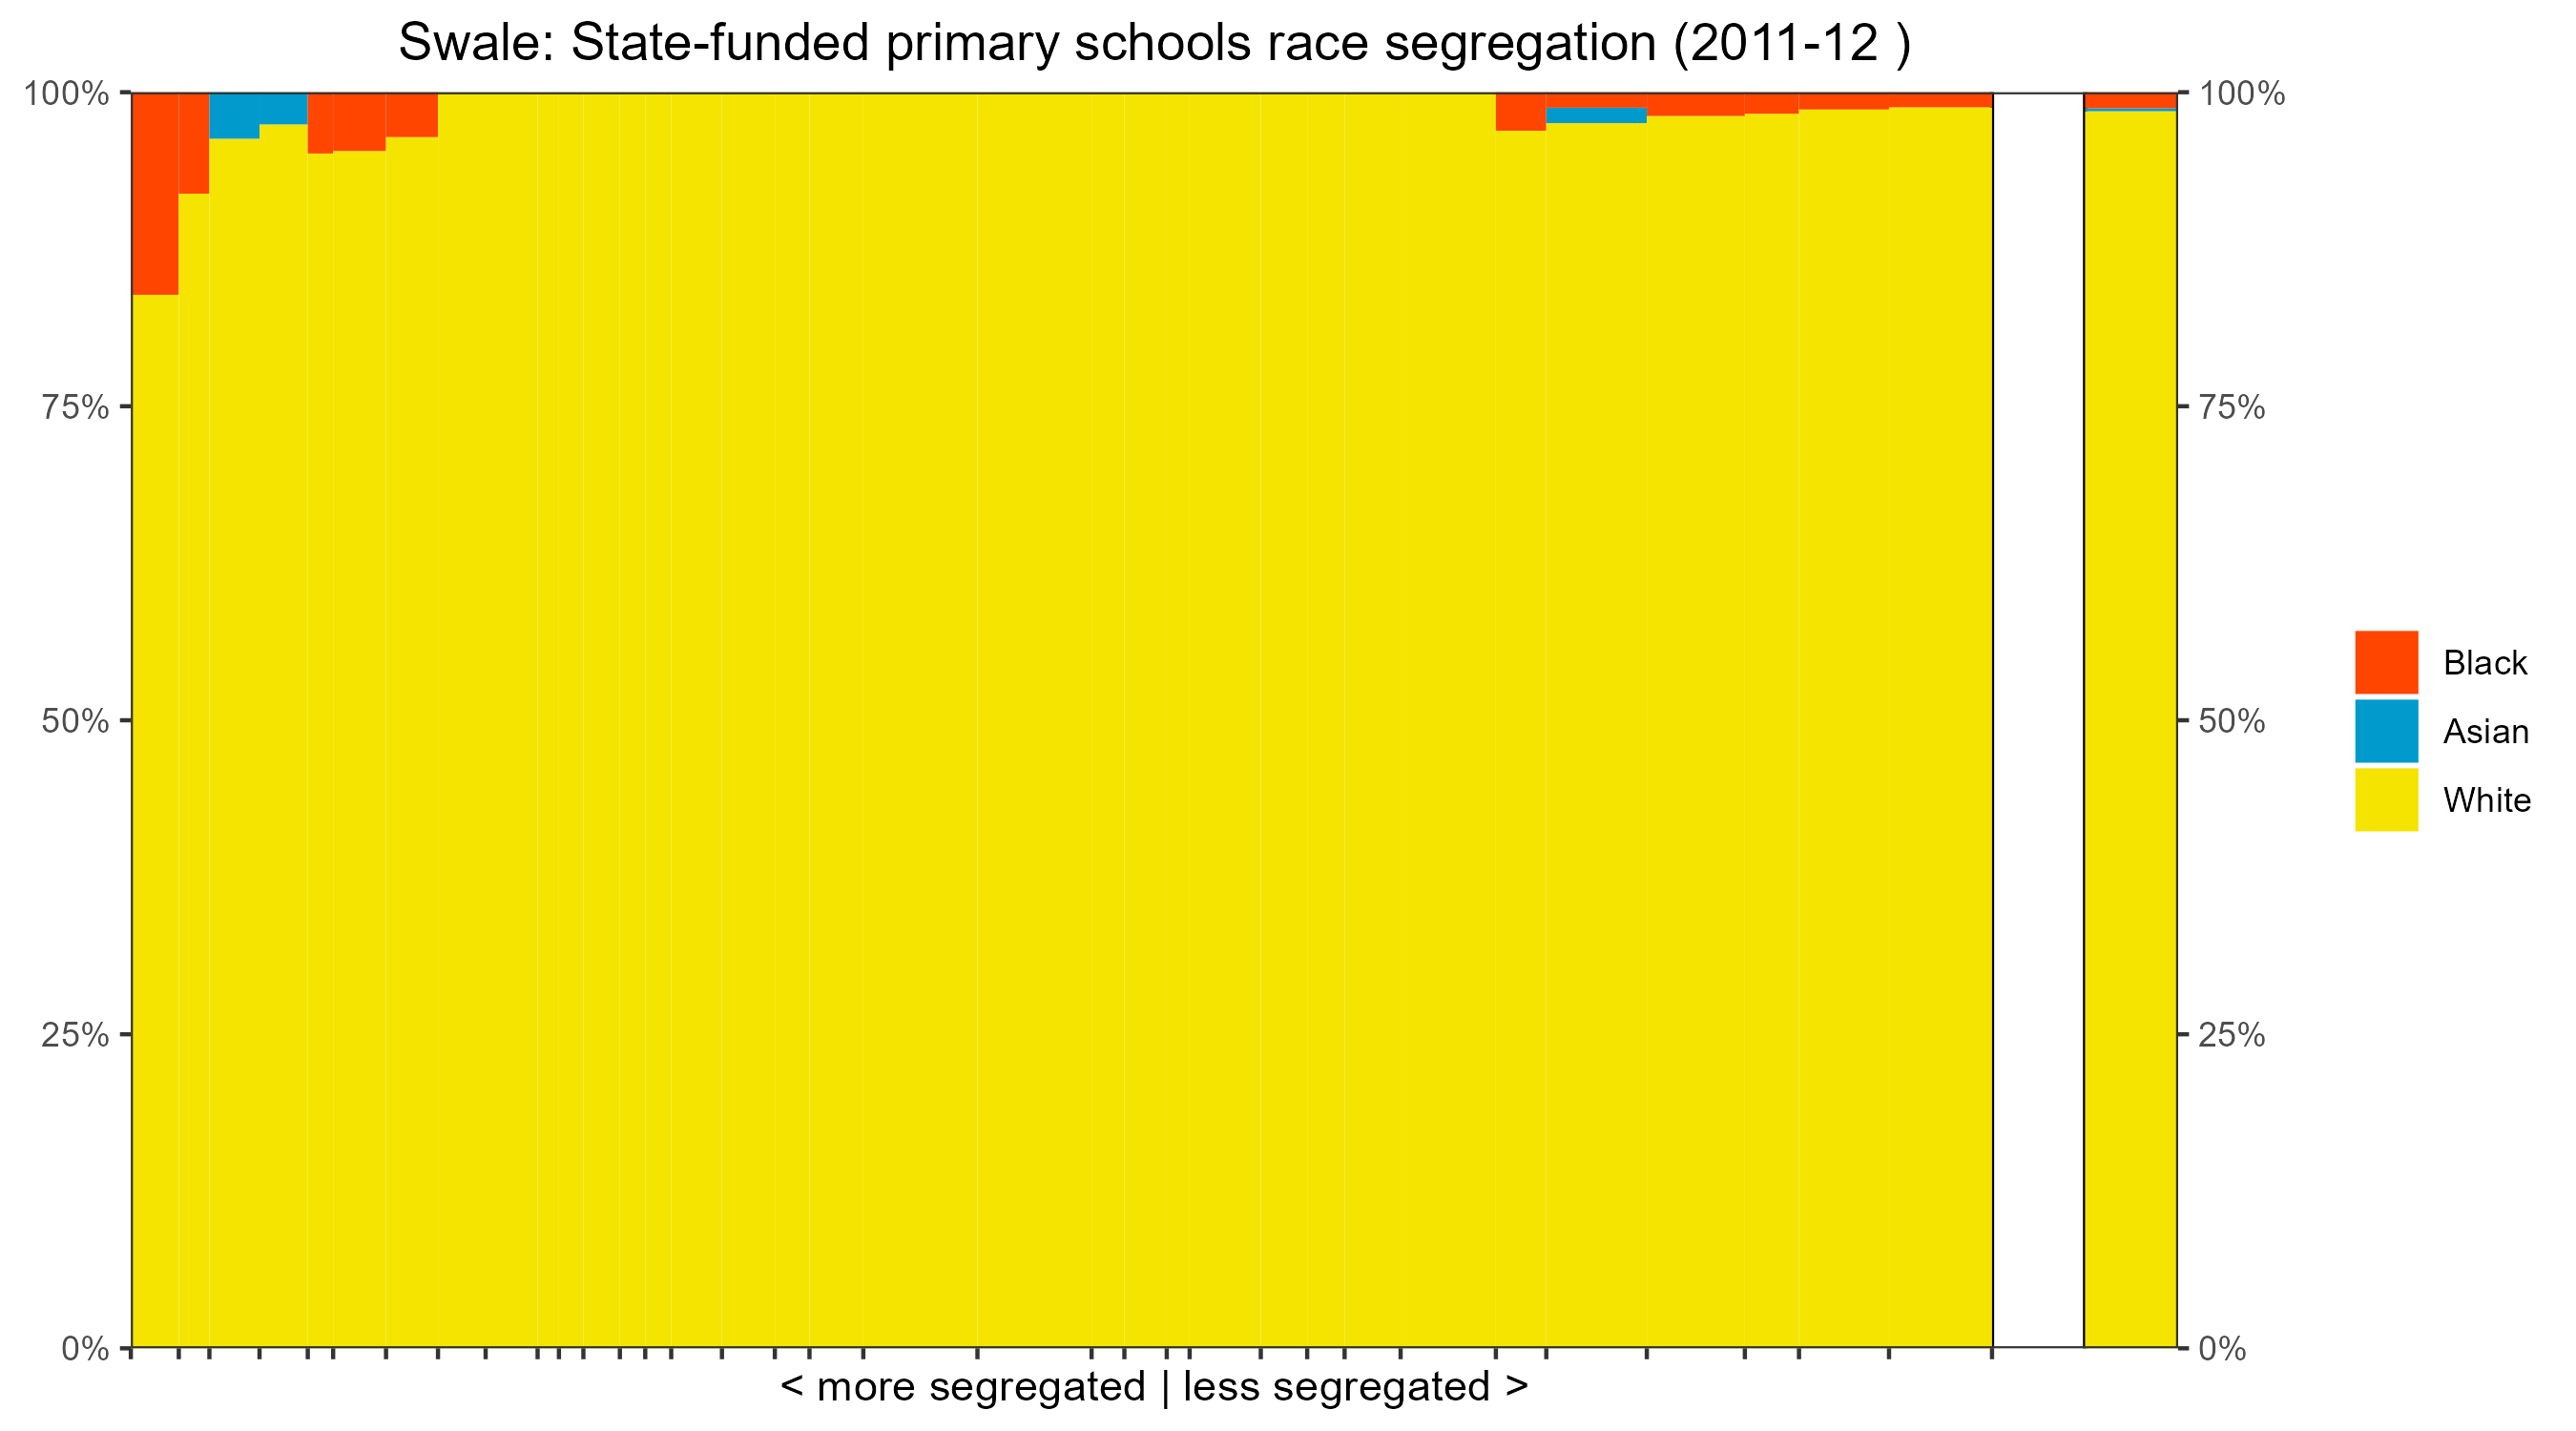 Swale: State-funded primary schools race segregation (2011-12 )
100%
75%
50%
25%
0%
100%
75%
50%
25%
0%
Black
Asian
White
< more segregated | less segregated >